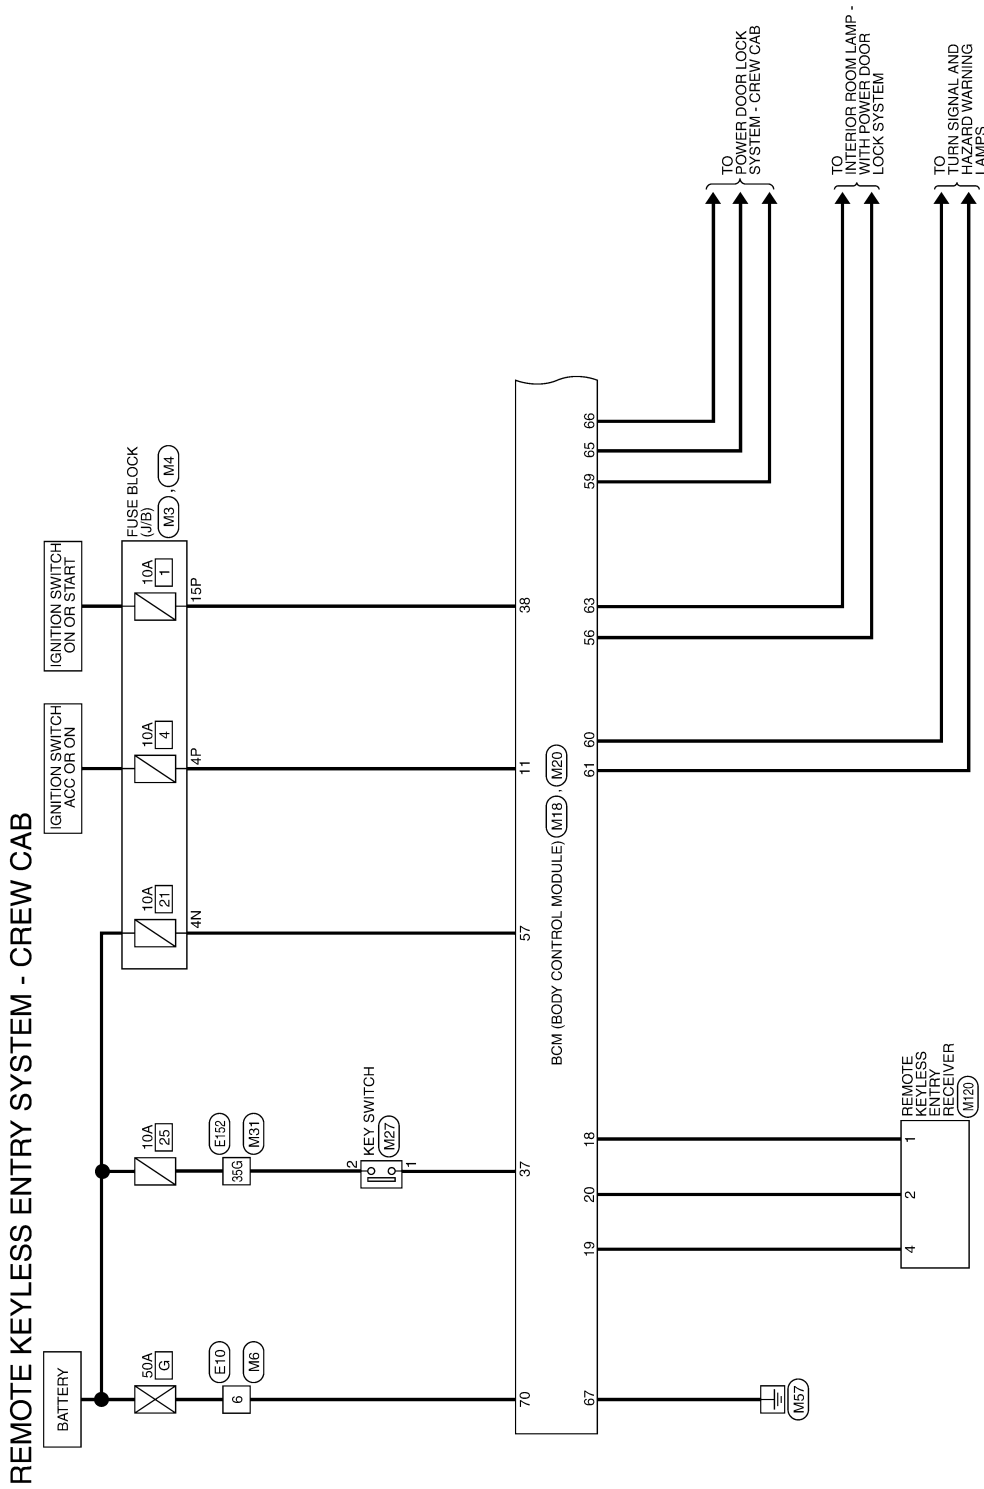 REMOTE KEYLESS ENTRY SYSTEM - CREW CAB
BATTERY
IGNITION SWITCH
ACC OR ON
IGNITION SWITCH
ON OR START
50A
G
10A
25
10A
21
10A
4
10A
1
FUSE BLOCK
(J/B)
M3 , M4
4N
4P
15P
6
E10
M6
35G
E152
M31
2
1
KEY SWITCH
M27
70
37
57
11
38
BCM (BODY CONTROL MODULE) M18 , M20
67
19
20
18
61
60
56
63
59
65
66
M57
4
2
1
REMOTE
KEYLESS
ENTRY
RECEIVER
M120
TO
POWER DOOR LOCK
SYSTEM - CREW CAB
TO
INTERIOR ROOM LAMP -
WITH POWER DOOR
LOCK SYSTEM
TO
TURN SIGNAL AND
HAZARD WARNING
LAMPS